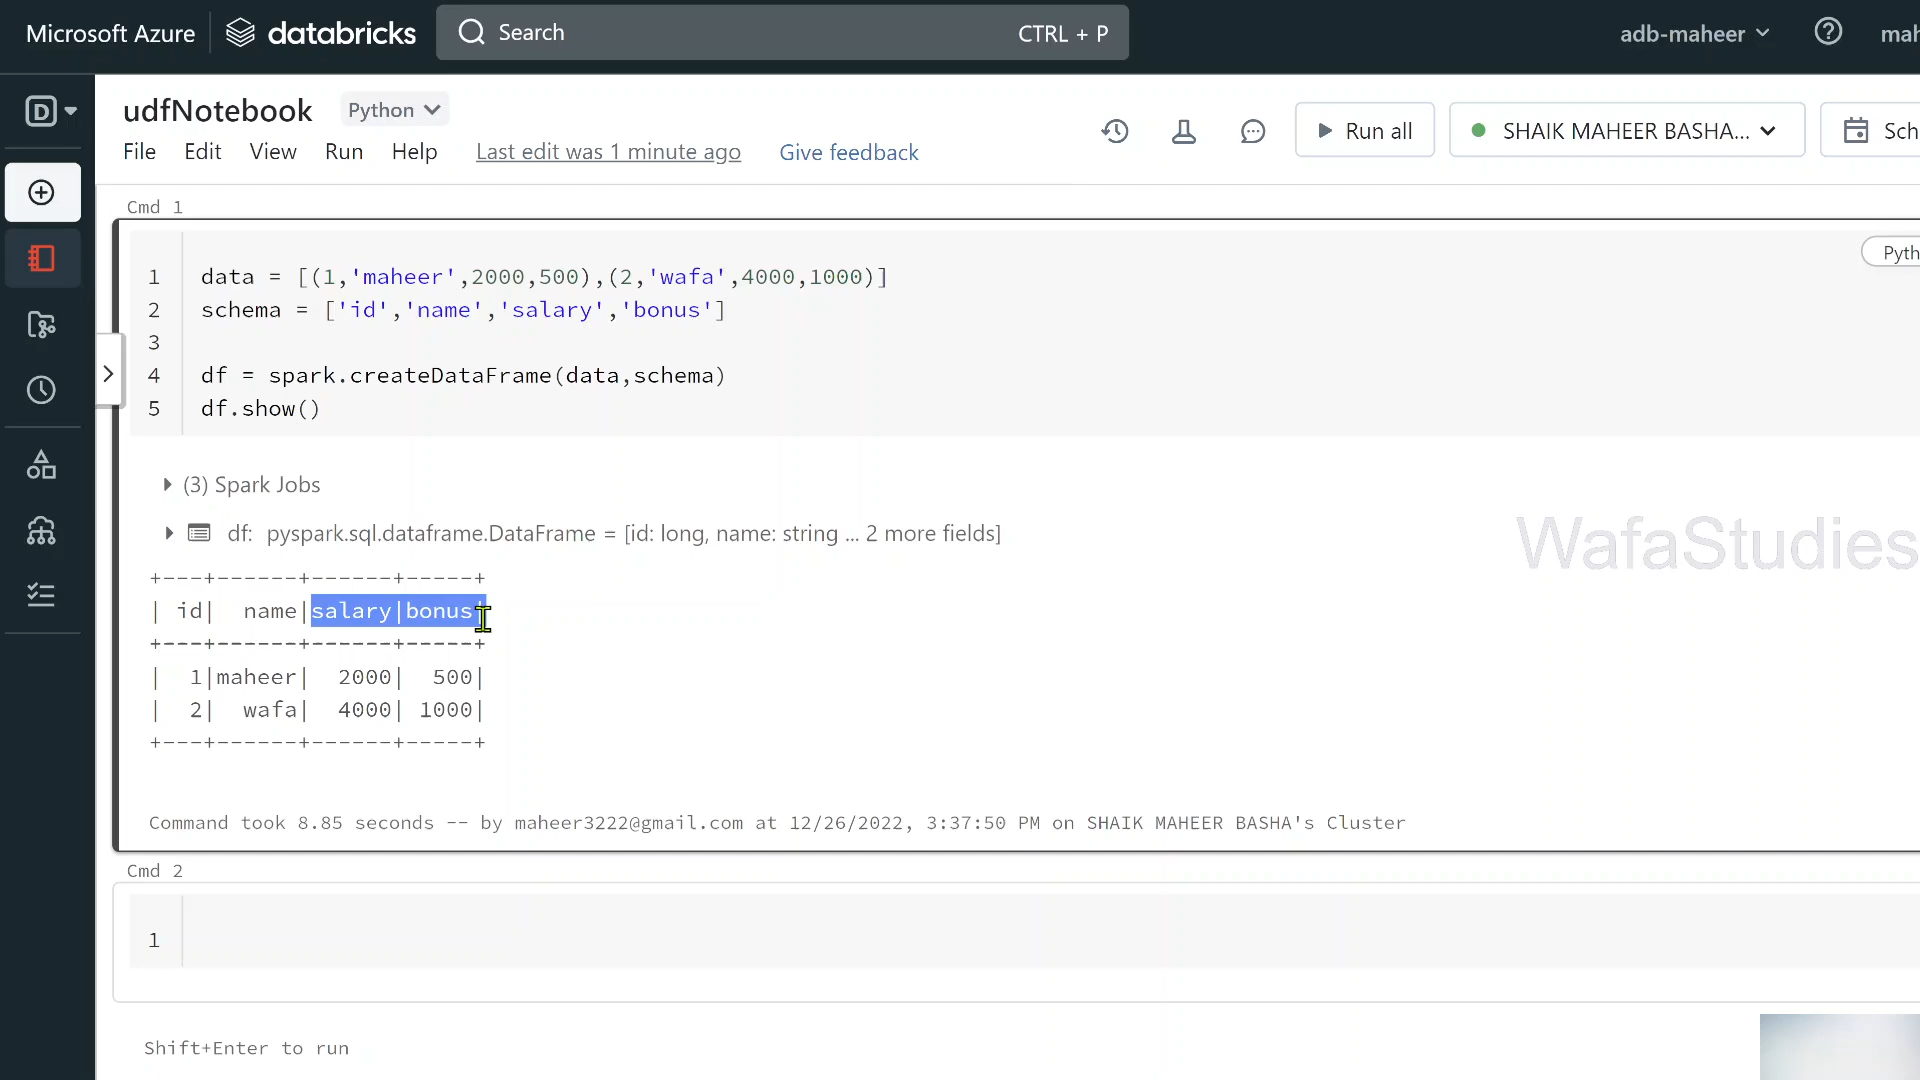 Microsoft Azure databricks Search CTRL + P adb-maheer
D udfNotebook Python
File Edit View Run Help Last edit was 1 minute ago Give feedback Run all SHAIK MAHEER BASHA...
Cmd 1
1 data = [(1,'maheer',2000,500),(2,'wafa',4000,1000)]
2 schema = ['id','name','salary','bonus']
3
4 df = spark.createDataFrame(data,schema)
5 df.show()
(3) Spark Jobs
df: pyspark.sql.dataframe.DataFrame = [id: long, name: string ... 2 more fields]
WafaStudies
+---+------+------+-----+
| id|  name|salary|bonus|
+---+------+------+-----+
|  1|maheer|  2000|  500|
|  2|  wafa|  4000| 1000|
+---+------+------+-----+
Command took 8.85 seconds -- by maheer3222@gmail.com at 12/26/2022, 3:37:50 PM on SHAIK MAHEER BASHA's Cluster
Cmd 2
1
Shift+Enter to run